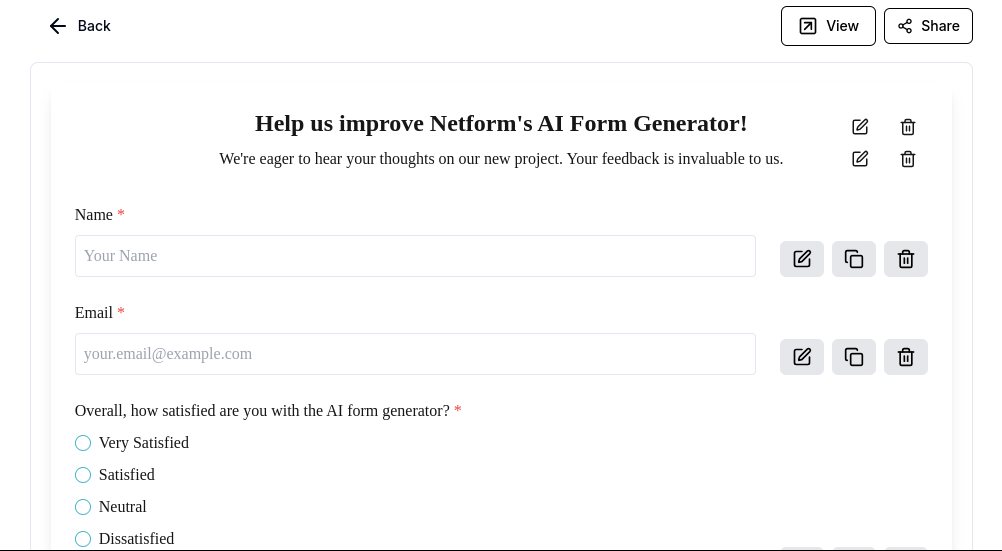 Back
View
Share
Help us improve Netform's AI Form Generator!
We're eager to hear your thoughts on our new project. Your feedback is invaluable to us.
Name *
Your Name
Email *
your.email@example.com
Overall, how satisfied are you with the AI form generator? *
Very Satisfied
Satisfied
Neutral
Dissatisfied